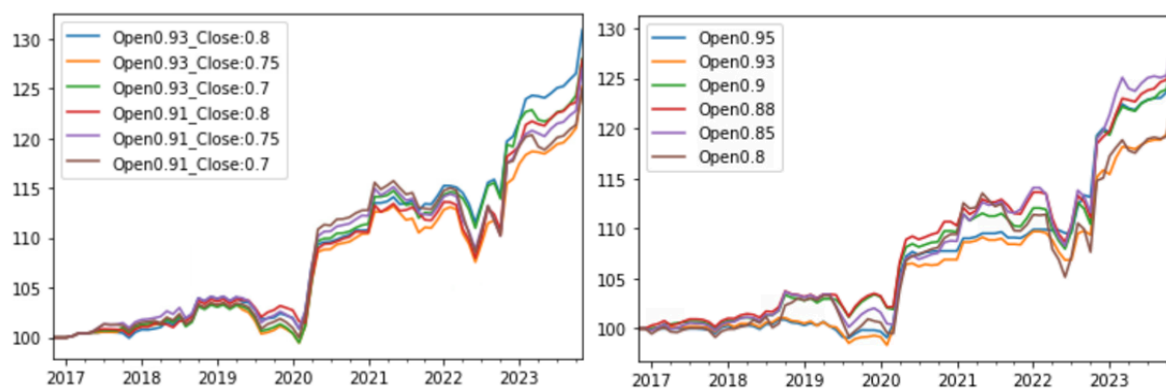 130
125
120
115
110
105
100
Open0.93_Close:0.8
Open0.93_Close:0.75
Open0.93_Close:0.7
Open0.91_Close:0.8
Open0.91_Close:0.75
Open0.91_Close:0.7
2017 2018 2019 2020 2021 2022 2023
130
125
120
115
110
105
100
Open0.95
Open0.93
Open0.9
Open0.88
Open0.85
Open0.8
2017 2018 2019 2020 2021 2022 2023